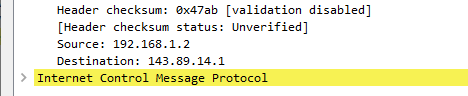 Header checksum: 0x47ab [validation disabled]
[Header checksum status: Unverified]
Source: 192.168.1.2
Destination: 143.89.14.1
Internet Control Message Protocol